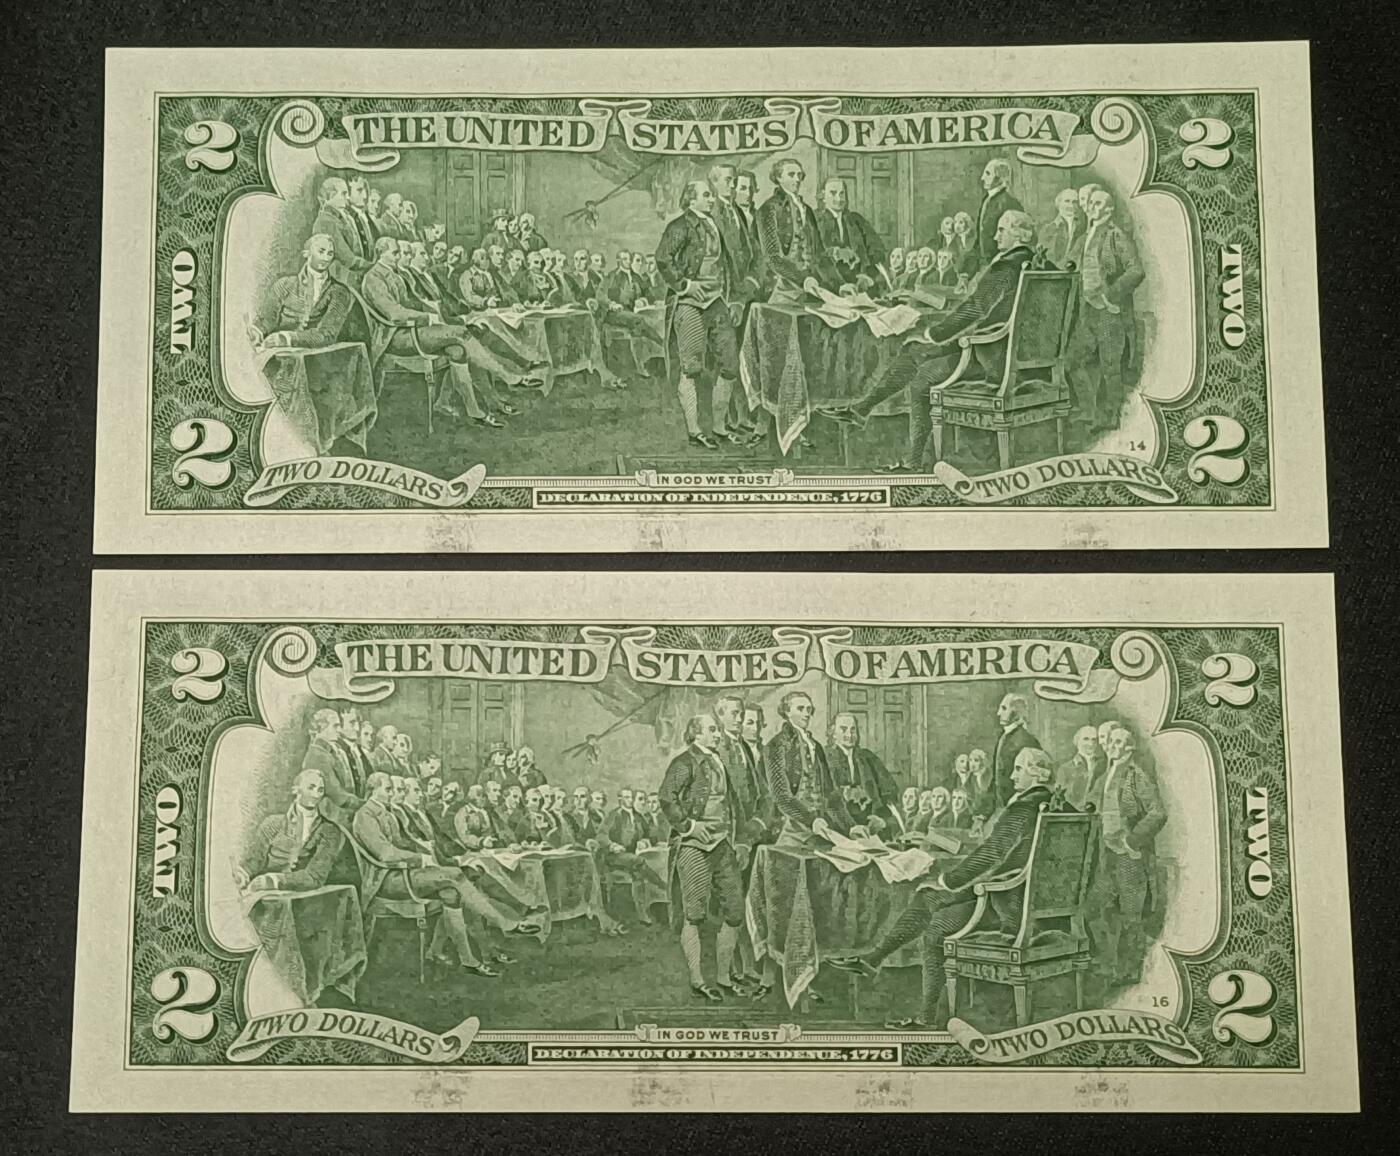 THE UNITED STATES OF AMERICA
2 2
TWO TWO
14
2 2
TWO DOLLARS IN GOD WE TRUST TWO DOLLARS
DECLARATION OF INDEPENDENCE, 1776
THE UNITED STATES OF AMERICA
2 2
TWO TWO
16
2 2
TWO DOLLARS IN GOD WE TRUST TWO DOLLARS
DECLARATION OF INDEPENDENCE, 1776